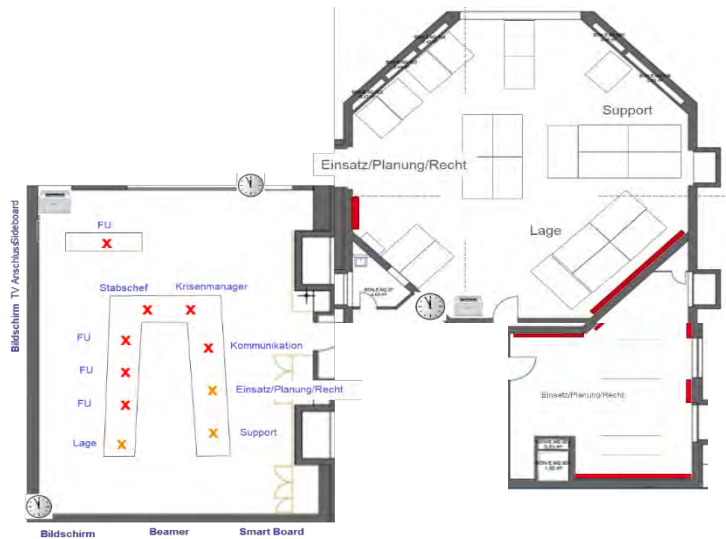 Support
Einsatz/Planung/Recht
Lage
Bildschirm TV Anschluss Sideboard
FU
Stabschef
Krisenmanager
FU
Kommunikation
FU
Einsatz/Planung/Recht
FU
Support
Lage
Einsatz/Planung/Recht
Bildschirm
Beamer
Smart Board